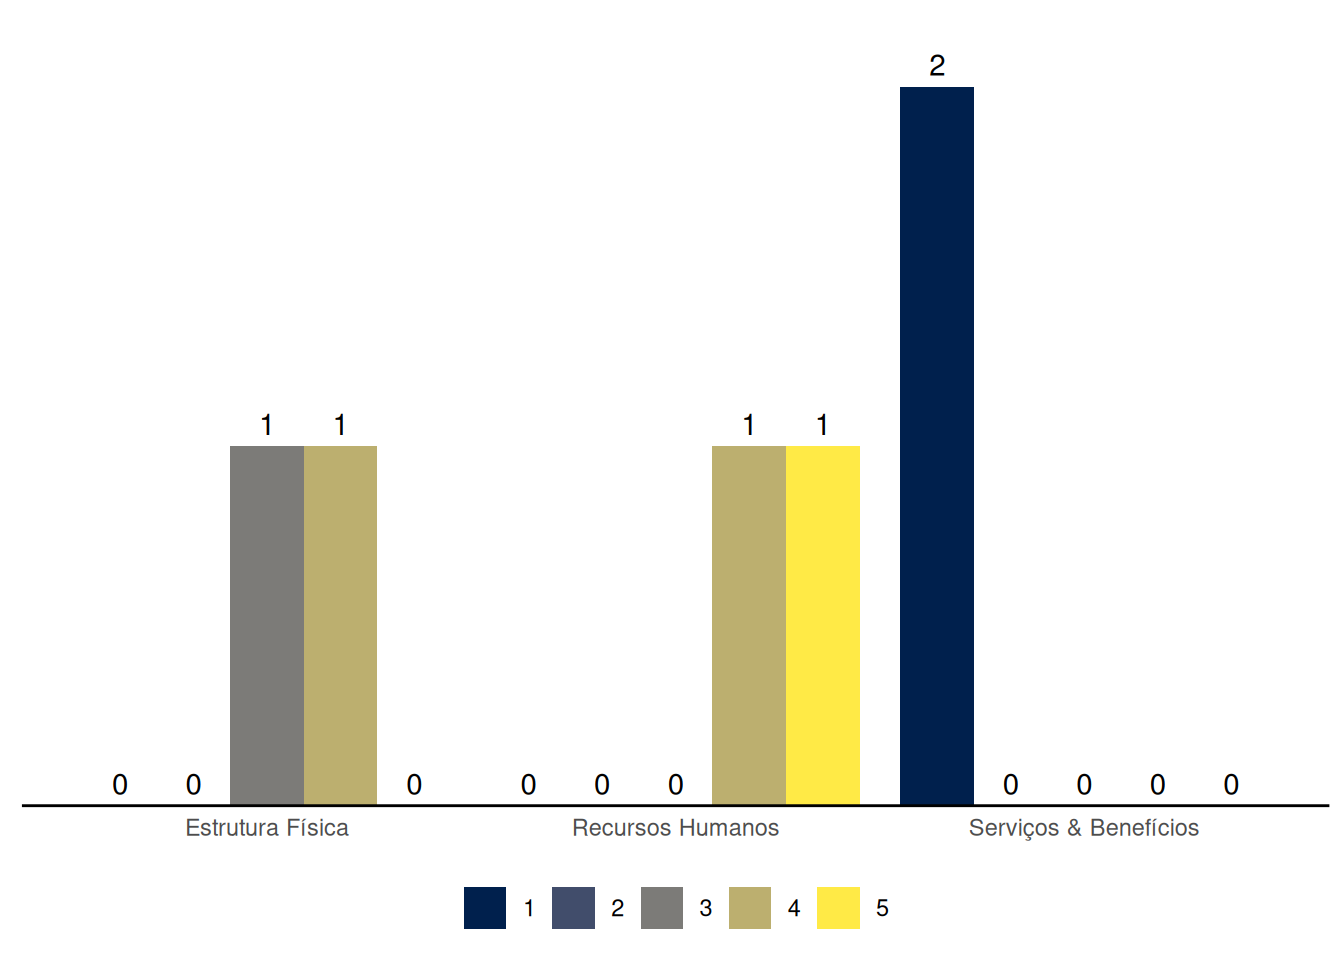 2
1 1 1 1
0 0 0 0 0 0 0 0 0 0
Estrutura Física Recursos Humanos Serviços & Benefícios
1 2 3 4 5